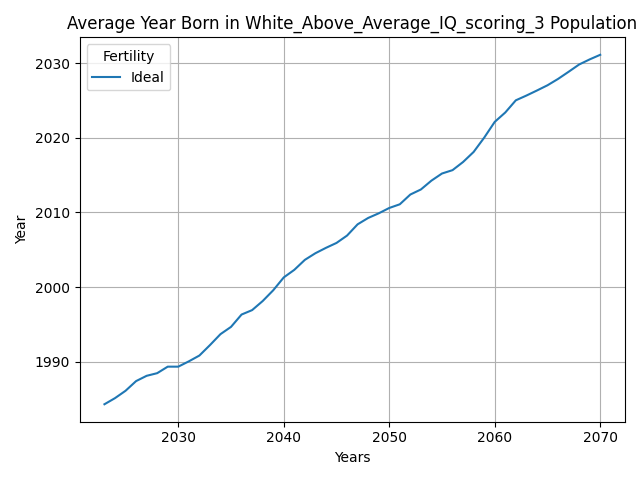 Average Year Born in White_Above_Average_IQ_scoring_3 Population
Fertility
Ideal
Year
2030
2020
2010
2000
1990
2030 2040 2050 2060 2070
Years